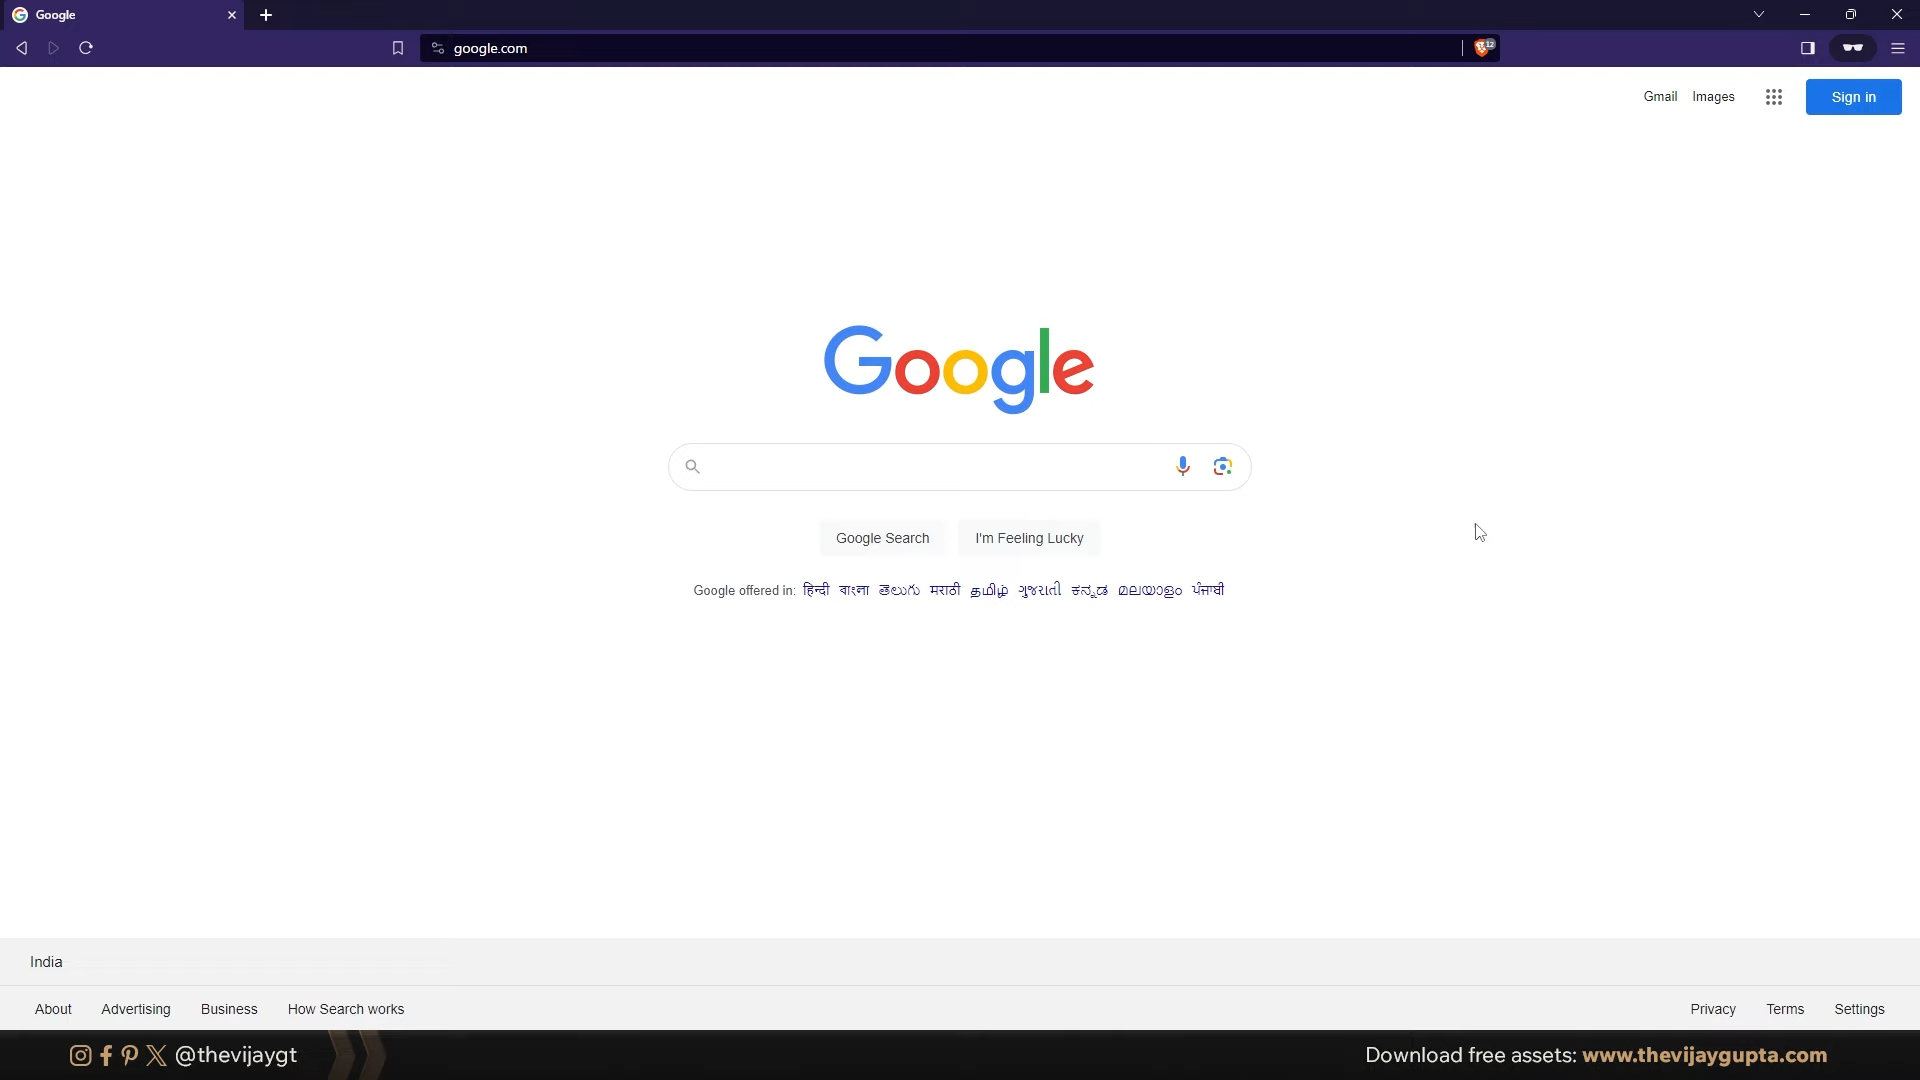 Google
google.com
12
Gmail Images Sign in
Google
Google Search I'm Feeling Lucky
Google offered in: हिन्दी বাংলা తెలుగు मराठी தமிழ் ગુજરાતી ಕನ್ನಡ മലയാളം ਪੰਜਾਬੀ
India
About Advertising Business How Search works Privacy Terms Settings
@thevijaygt Download free assets: www.thevijaygupta.com